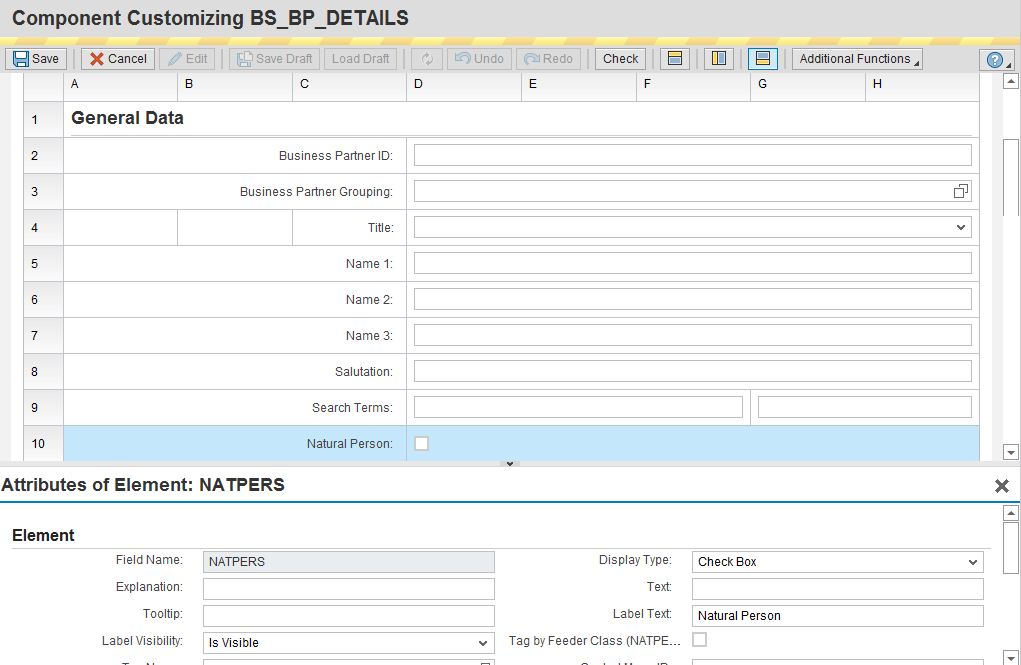 Component Customizing BS_BP_DETAILS
Save Cancel Edit Save Draft Load Draft Undo Redo Check Additional Functions
A B C D E F G H
1 General Data
2 Business Partner ID:
3 Business Partner Grouping:
4 Title:
5 Name 1:
6 Name 2:
7 Name 3:
8 Salutation:
9 Search Terms:
10 Natural Person:
Attributes of Element: NATPERS
Element
Field Name: NATPERS Display Type: Check Box
Explanation: Text:
Tooltip: Label Text: Natural Person
Label Visibility: Is Visible Tag by Feeder Class (NATPE...